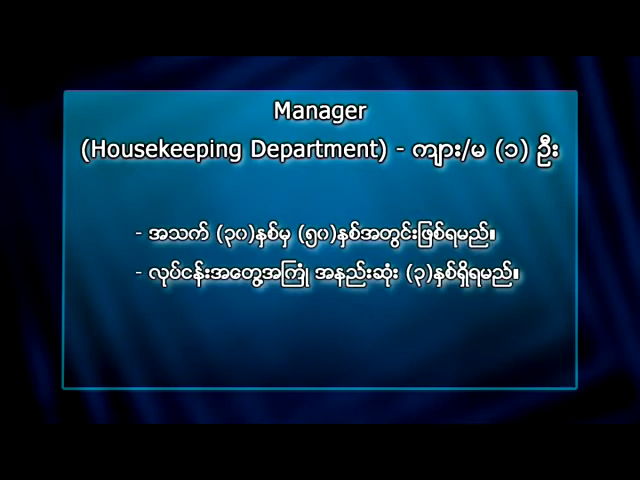 Manager
(Housekeeping Department) - ကျား/မ (၁) ဦး
- အသက် (၃၀)နှစ်မှ (၅၀)နှစ်အတွင်းဖြစ်ရမည်။
- လုပ်ငန်းအတွေ့အကြုံ အနည်းဆုံး (၃)နှစ်ရှိရမည်။